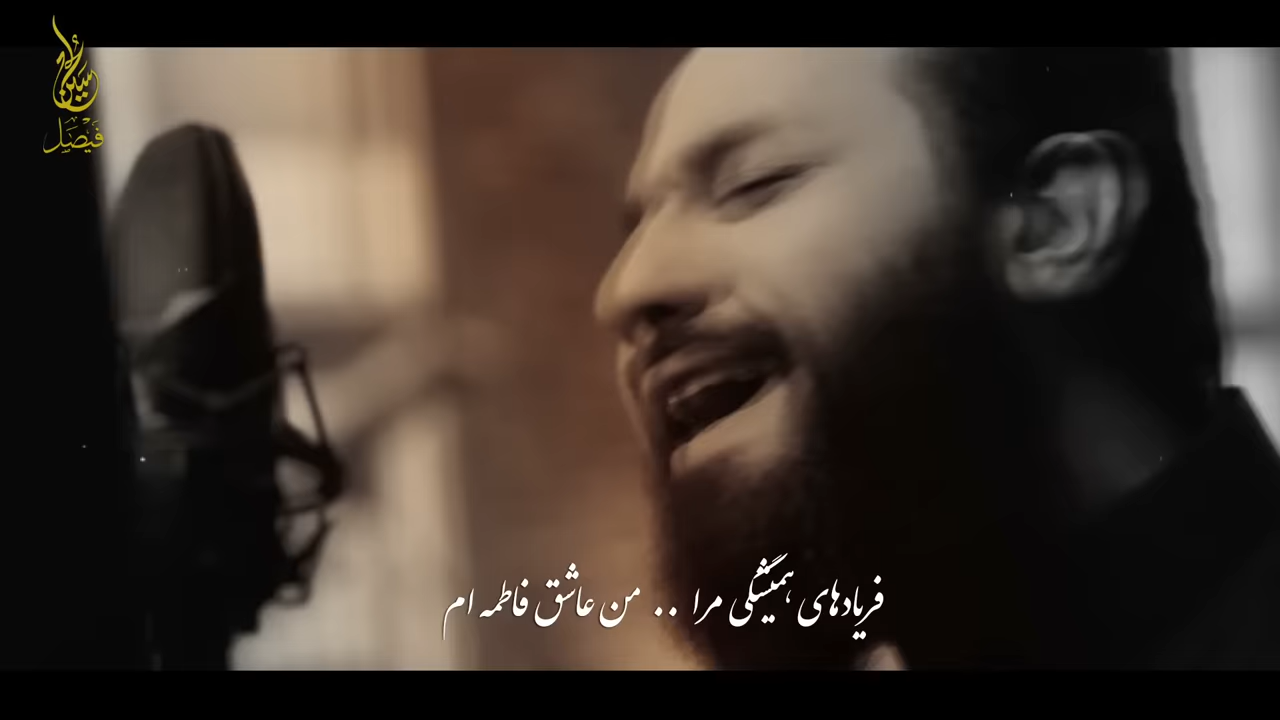 فَيْصَل
فریادهای همیشگی مرا .. من عاشق فاطمه ام